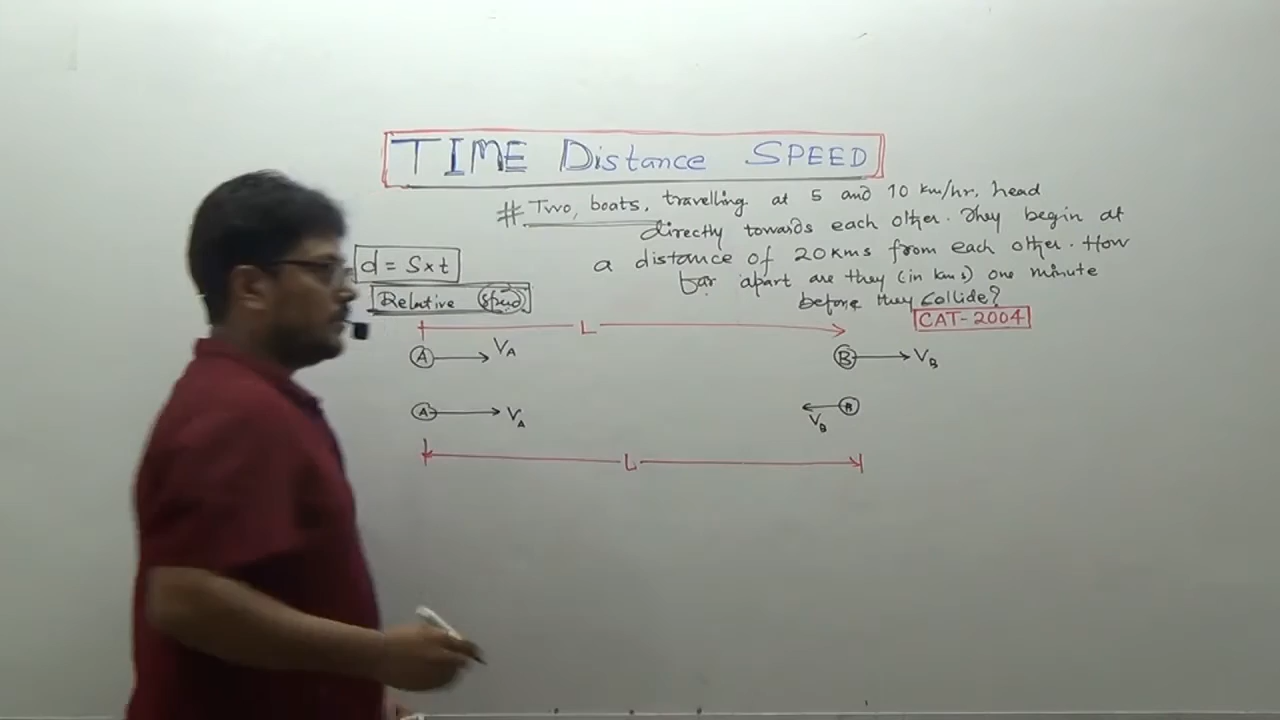 TIME Distance SPEED
# Two, boats, travelling at 5 and 10 km/hr. head
directly towards each other. They begin at
a distance of 20 kms from each other. How
far apart are they (in kms) one minute
before they collide?
CAT-2004
d = S×t
Relative Speed
L
A VA B VB
A VA VB B
L